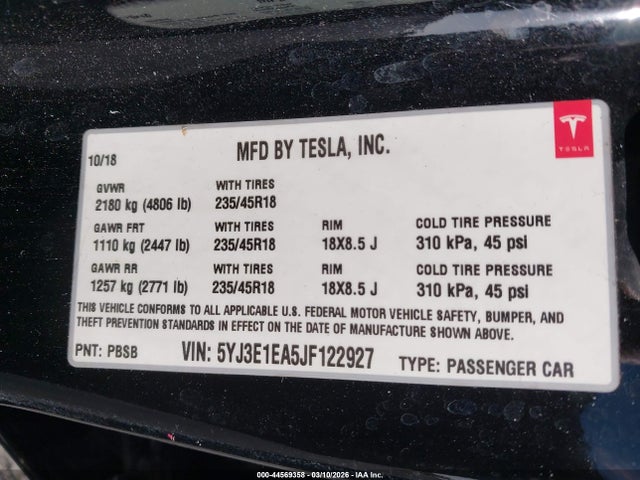 10/18
MFD BY TESLA, INC.
TESLA
GVWR WITH TIRES
2180 kg (4806 lb) 235/45R18
GAWR FRT WITH TIRES RIM COLD TIRE PRESSURE
1110 kg (2447 lb) 235/45R18 18X8.5 J 310 kPa, 45 psi
GAWR RR WITH TIRES RIM COLD TIRE PRESSURE
1257 kg (2771 lb) 235/45R18 18X8.5 J 310 kPa, 45 psi
THIS VEHICLE CONFORMS TO ALL APPLICABLE U.S. FEDERAL MOTOR VEHICLE SAFETY, BUMPER, AND
THEFT PREVENTION STANDARDS IN EFFECT ON THE DATE OF MANUFACTURE SHOWN ABOVE.
PNT: PBSB VIN: 5YJ3E1EA5JF122927 TYPE: PASSENGER CAR
000-44569358 - 03/10/2026 - IAA Inc.